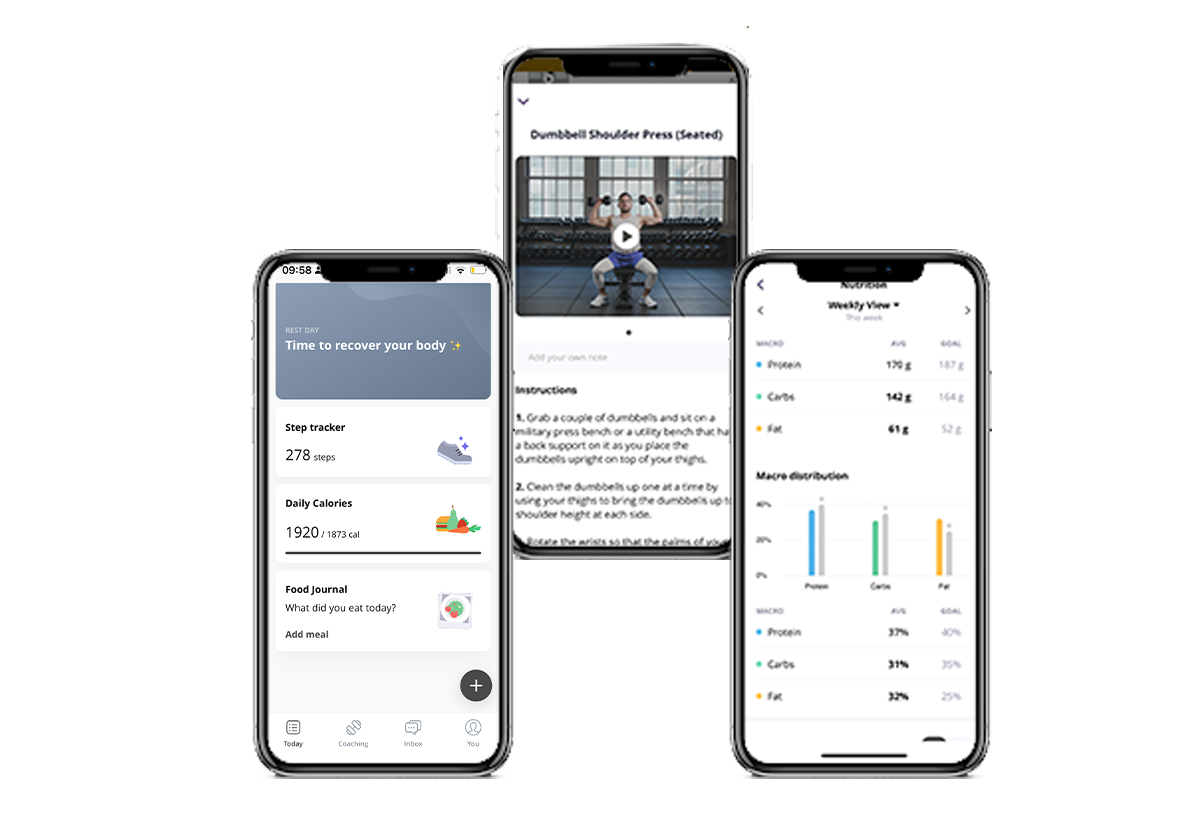 09:58
REST DAY
Time to recover your body ✨
Step tracker
278 steps
Daily Calories
1920 / 1873 cal
Food Journal
What did you eat today?
Add meal
Today
Coaching
Inbox
You
Dumbbell Shoulder Press (Seated)
Add your own note
Instructions
1. Grab a couple of dumbbells and sit on a
military press bench or a utility bench that ha
a back support on it as you place the
dumbbells upright on top of your thighs.
2. Clean the dumbbells up one at a time by
using your thighs to bring the dumbbells up to
shoulder height at each side.
Rotate the wrists so that the palms of your
Nutrition
Weekly View
This week
MACRO AVG GOAL
Protein 170 g 187 g
Carbs 142 g 164 g
Fat 61 g 52 g
Macro distribution
40%
20%
0%
Protein Carbs Fat
MACRO AVG GOAL
Protein 37% 40%
Carbs 31% 35%
Fat 32% 25%